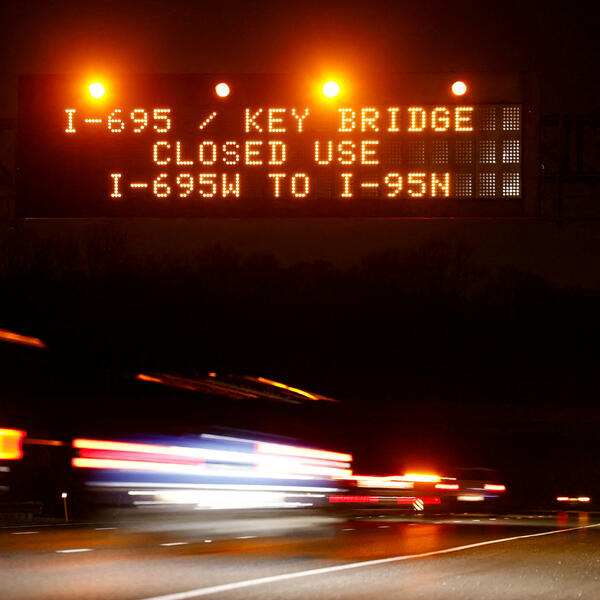 I-695 / KEY BRIDGE
CLOSED USE
I-695W TO I-95N